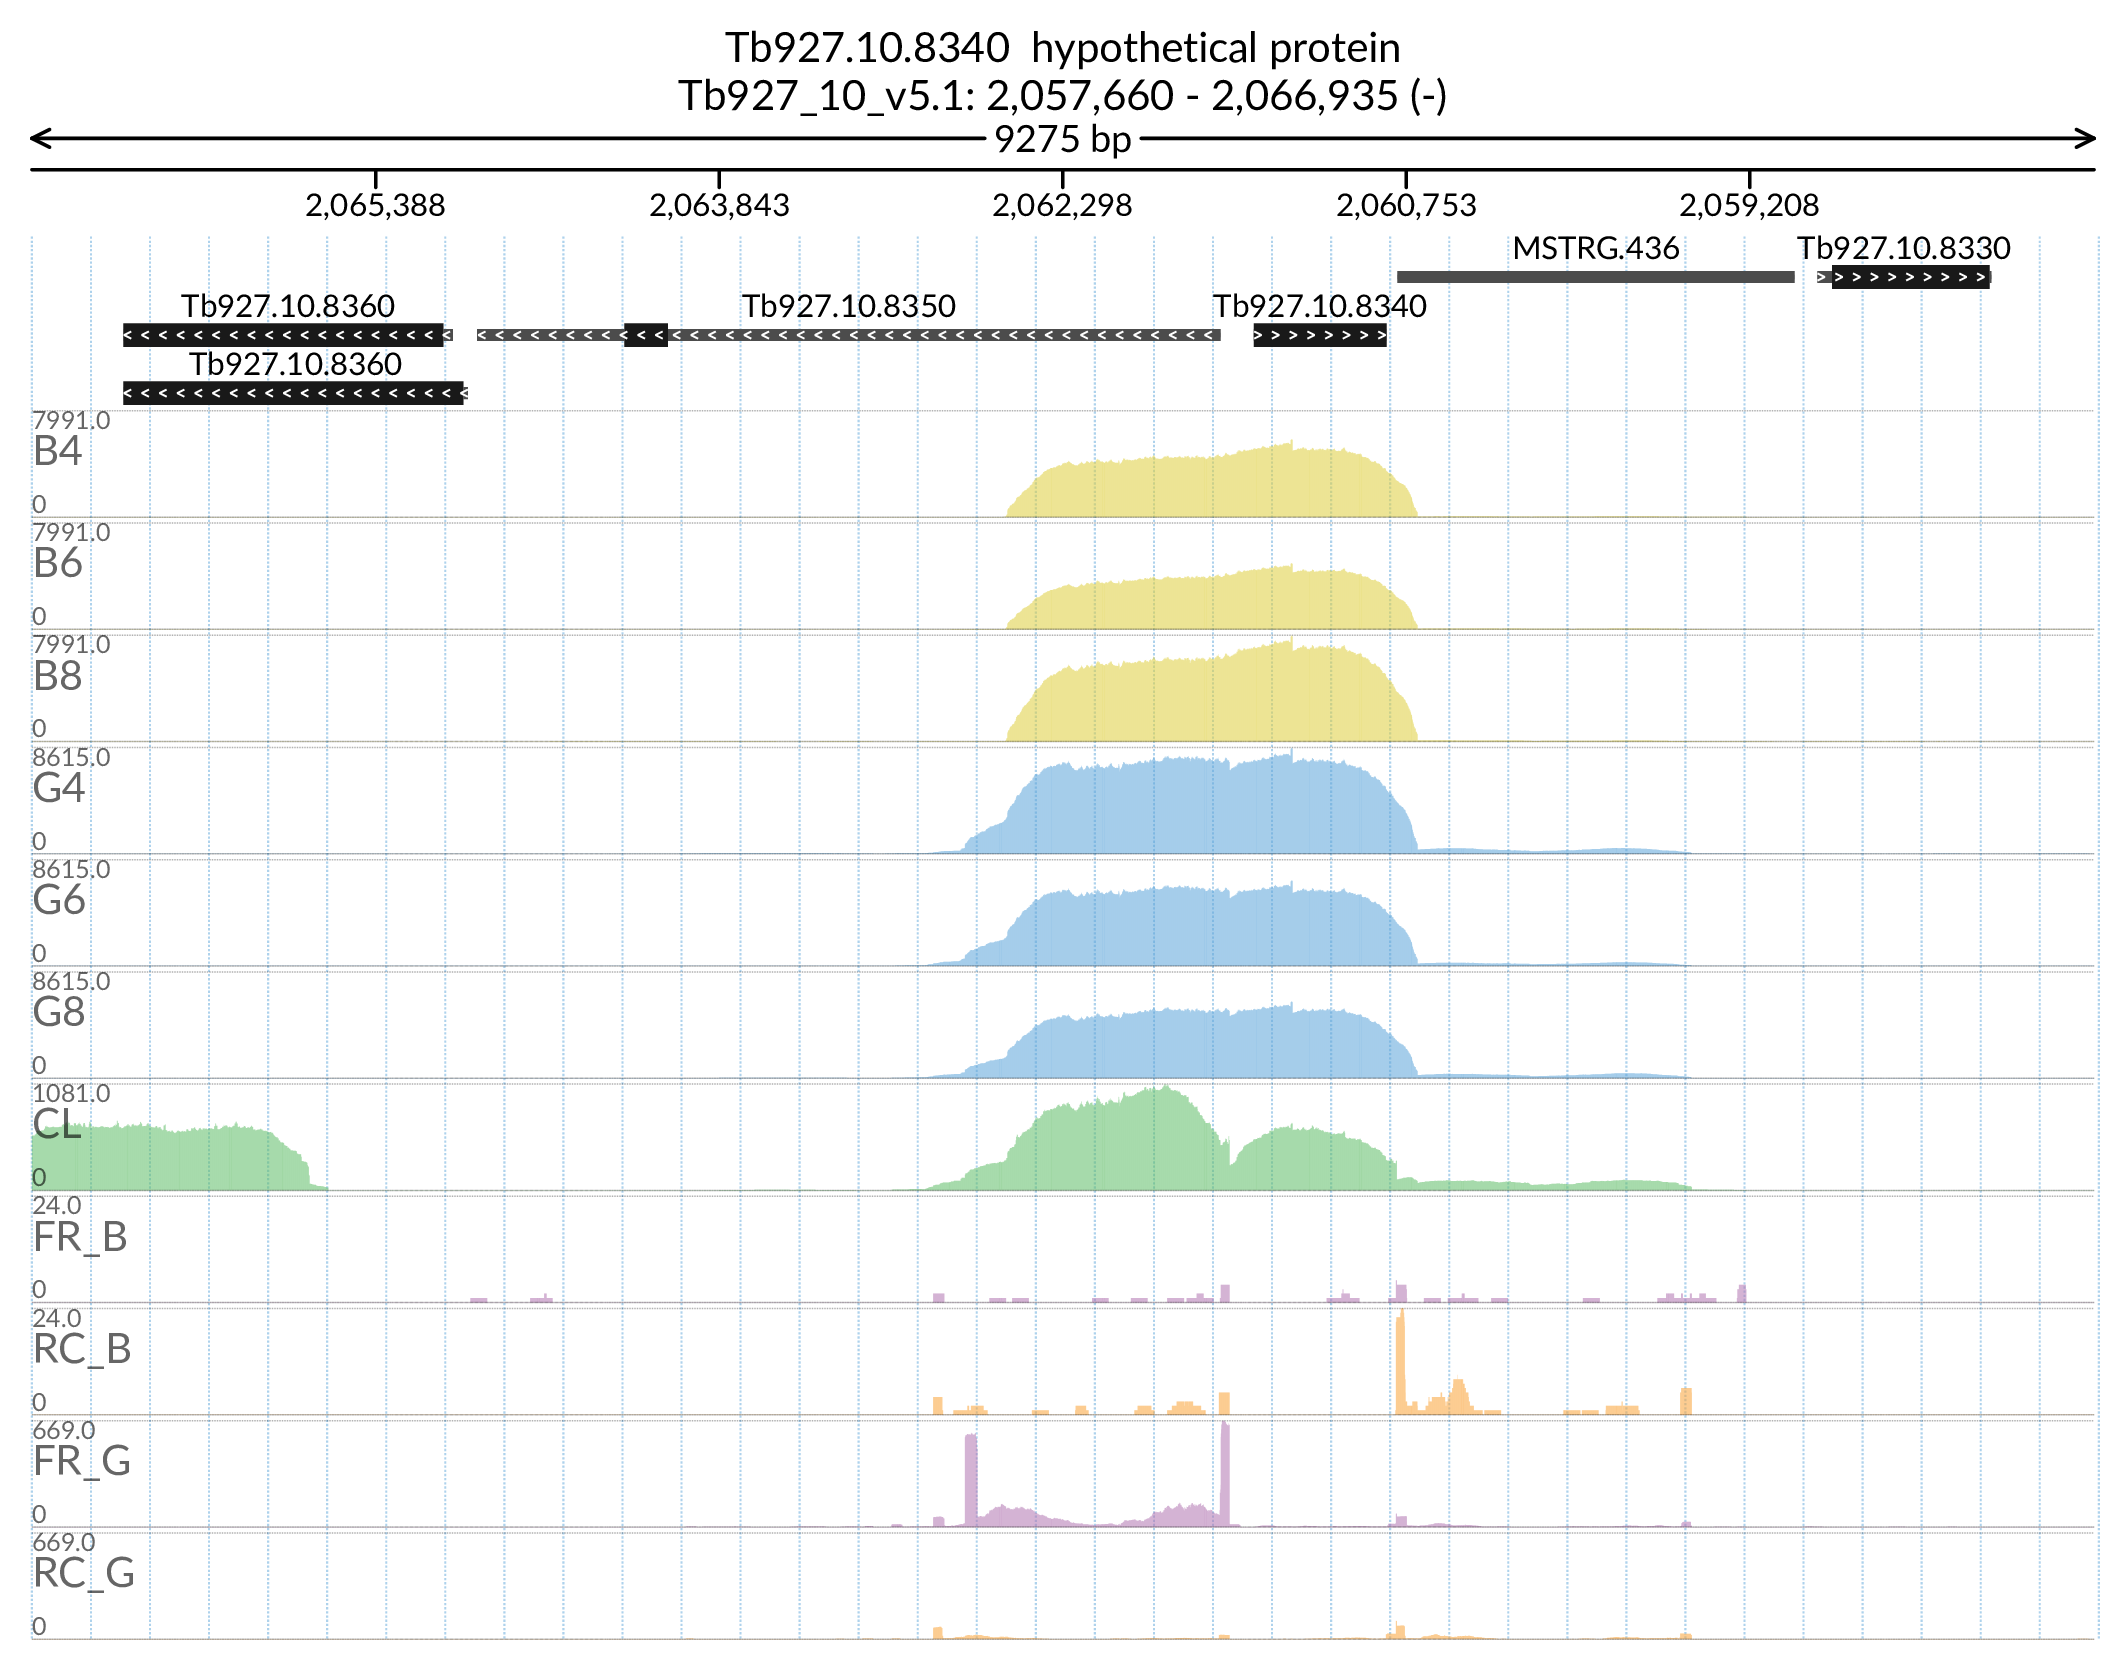 Tb927.10.8340 hypothetical protein
Tb927_10_v5.1: 2,057,660 - 2,066,935 (-)
9275 bp
2,065,388 2,063,843 2,062,298 2,060,753 2,059,208
MSTRG.436 Tb927.10.8330
Tb927.10.8360 Tb927.10.8350 Tb927.10.8340
Tb927.10.8360
7991.0
B4
0
7991.0
B6
0
7991.0
B8
0
8615.0
G4
0
8615.0
G6
0
8615.0
G8
0
1081.0
CL
0
24.0
FR_B
0
24.0
RC_B
0
669.0
FR_G
0
669.0
RC_G
0